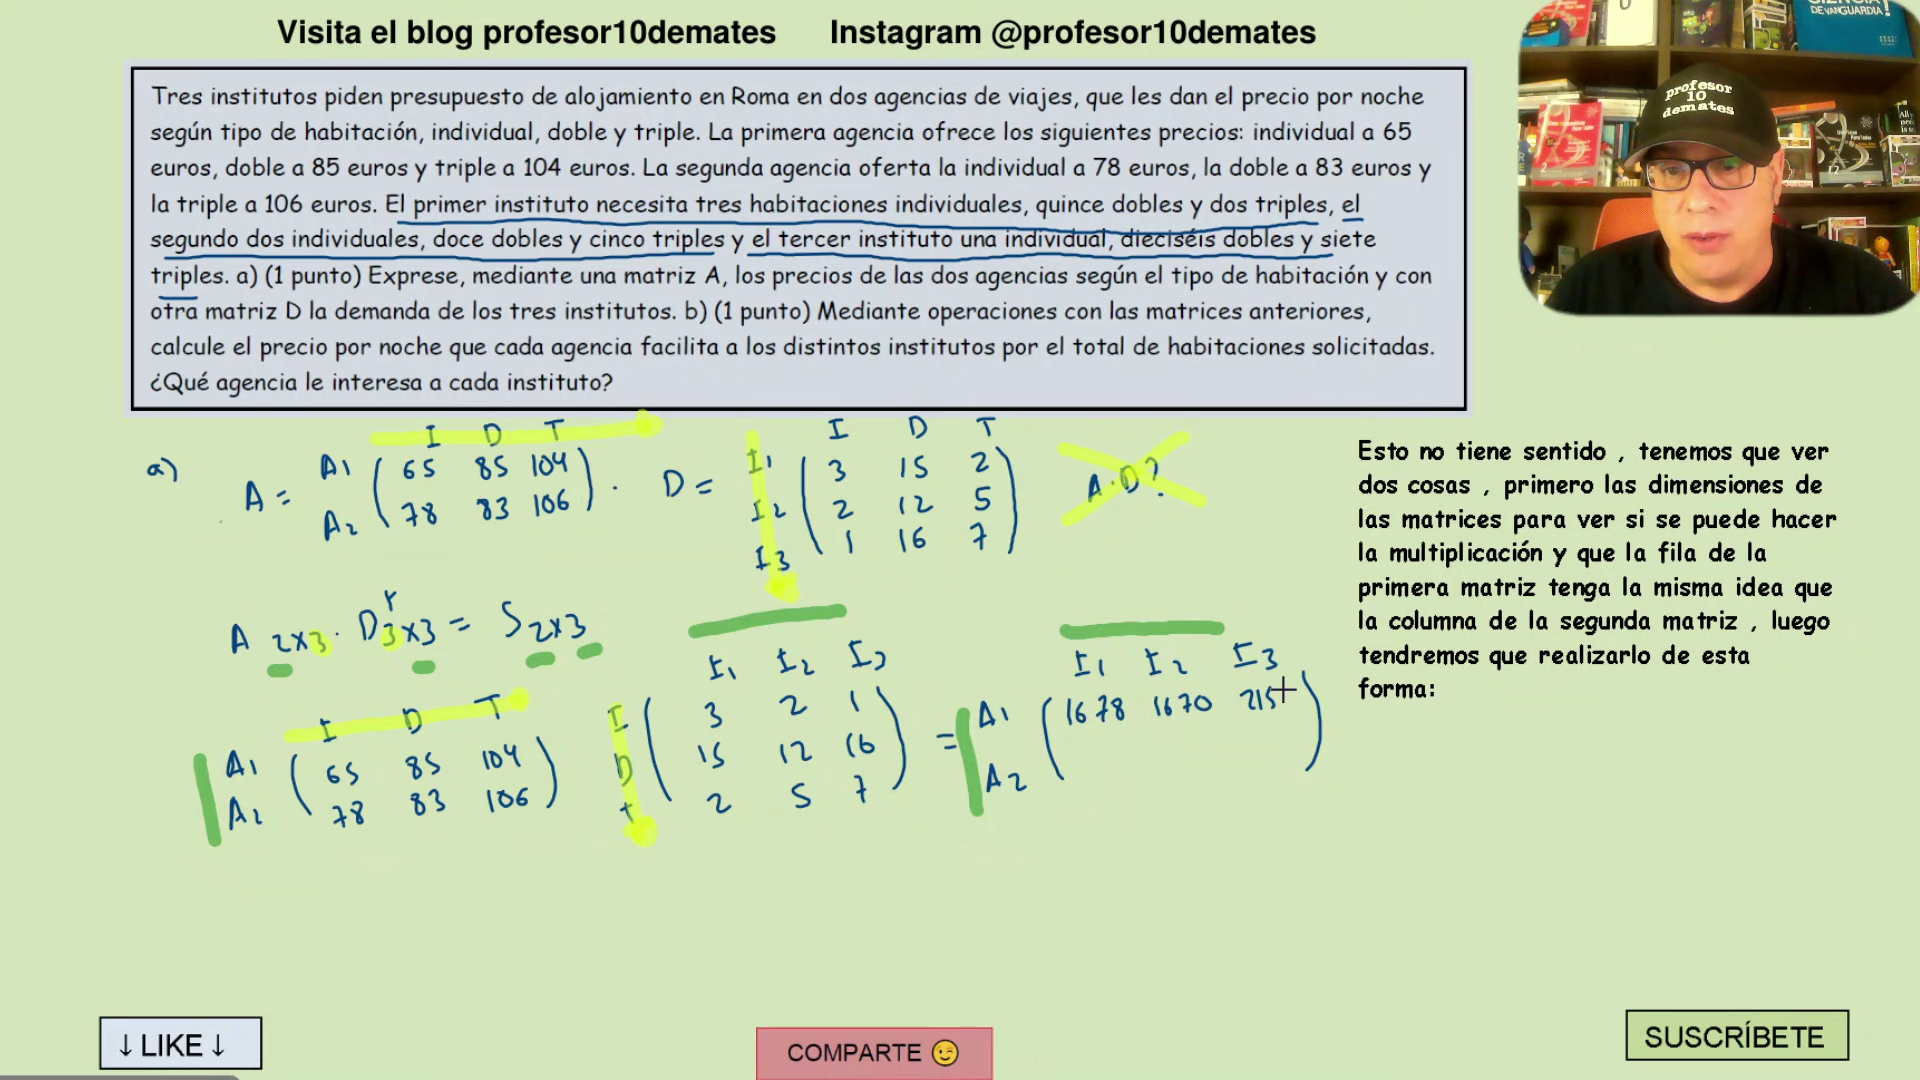 Visita el blog profesor10demates Instagram @profesor10demates
Tres institutos piden presupuesto de alojamiento en Roma en dos agencias de viajes, que les dan el precio por noche
según tipo de habitación, individual, doble y triple. La primera agencia ofrece los siguientes precios: individual a 65
euros, doble a 85 euros y triple a 104 euros. La segunda agencia oferta la individual a 78 euros, la doble a 83 euros y
la triple a 106 euros. El primer instituto necesita tres habitaciones individuales, quince dobles y dos triples, el
segundo dos individuales, doce dobles y cinco triples y el tercer instituto una individual, dieciséis dobles y siete
triples. a) (1 punto) Exprese, mediante una matriz A, los precios de las dos agencias según el tipo de habitación y con
otra matriz D la demanda de los tres institutos. b) (1 punto) Mediante operaciones con las matrices anteriores,
calcule el precio por noche que cada agencia facilita a los distintos institutos por el total de habitaciones solicitadas.
¿Qué agencia le interesa a cada instituto?
profesor
10
demates
CIENCIA
DE VANGUARDIA!
I D T I D T
a) A = A1 ( 65 85 104 ) . D = I1 ( 3 15 2 ) A·D?
A2 78 83 106 I2 2 12 5
I3 1 16 7
A 2x3 · D t 3x3 = S 2x3
I1 I2 I3 I1 I2 I3
I D T
A1 ( 65 85 104 ) I ( 3 2 1 ) = A1 ( 1678 1670 215 )
A2 78 83 106 D 15 12 16 A2
t 2 5 7
Esto no tiene sentido , tenemos que ver
dos cosas , primero las dimensiones de
las matrices para ver si se puede hacer
la multiplicación y que la fila de la
primera matriz tenga la misma idea que
la columna de la segunda matriz , luego
tendremos que realizarlo de esta
forma:
↓ LIKE ↓
COMPARTE 😉
SUSCRÍBETE